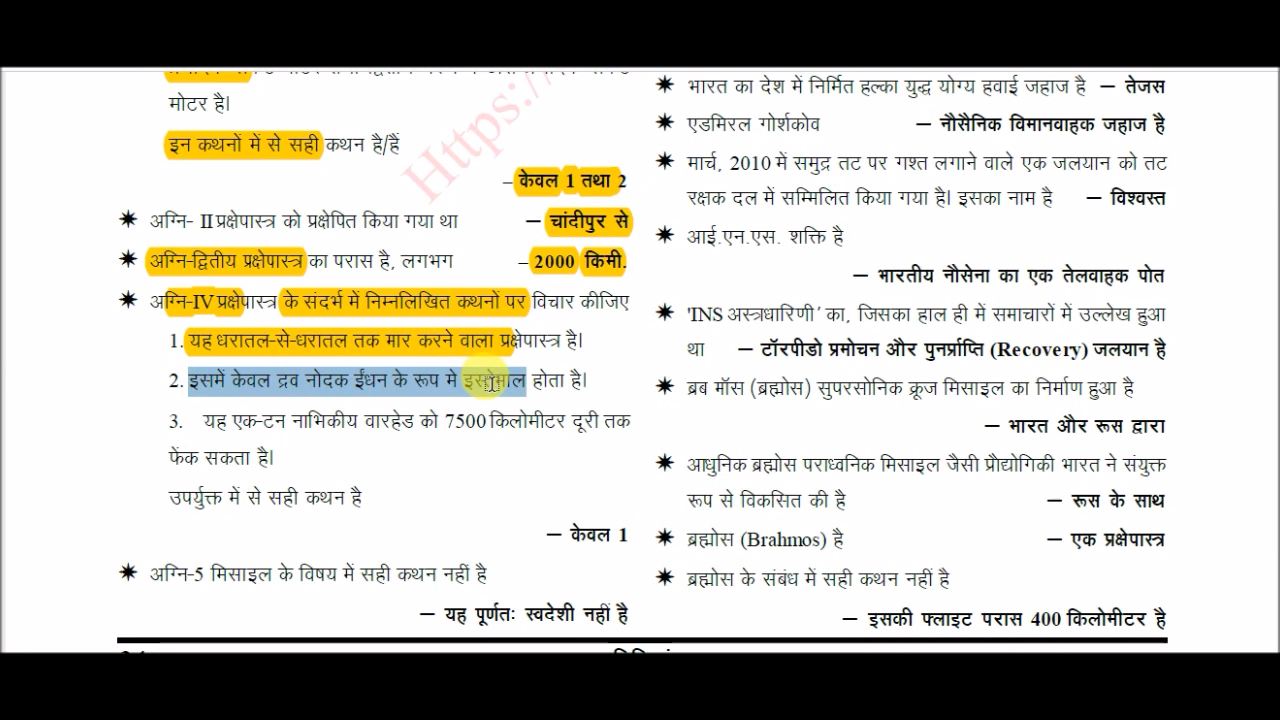 मोटर है।
इन कथनों में से सही कथन है/हैं
– केवल 1 तथा 2
✷ अग्नि- II प्रक्षेपास्त्र को प्रक्षेपित किया गया था – चांदीपुर से
✷ अग्नि-द्वितीय प्रक्षेपास्त्र का परास है, लगभग – 2000 किमी.
✷ अग्नि-IV प्रक्षेपास्त्र के संदर्भ में निम्नलिखित कथनों पर विचार कीजिए
1. यह धरातल-से-धरातल तक मार करने वाला प्रक्षेपास्त्र है।
2. इसमें केवल द्रव नोदक ईंधन के रूप मे इस्तेमाल होता है।
3. यह एक-टन नाभिकीय वारहेड को 7500 किलोमीटर दूरी तक
फेंक सकता है।
उपर्युक्त में से सही कथन है
– केवल 1
✷ अग्नि-5 मिसाइल के विषय में सही कथन नहीं है
– यह पूर्णतः स्वदेशी नहीं है
✷ भारत का देश में निर्मित हल्का युद्ध योग्य हवाई जहाज है – तेजस
✷ एडमिरल गोर्शकोव – नौसैनिक विमानवाहक जहाज है
✷ मार्च, 2010 में समुद्र तट पर गश्त लगाने वाले एक जलयान को तट
रक्षक दल में सम्मिलित किया गया है। इसका नाम है – विश्वस्त
✷ आई.एन.एस. शक्ति है
– भारतीय नौसेना का एक तेलवाहक पोत
✷ 'INS अस्त्रधारिणी' का, जिसका हाल ही में समाचारों में उल्लेख हुआ
था – टॉरपीडो प्रमोचन और पुनर्प्राप्ति (Recovery) जलयान है
✷ ब्रब मॉस (ब्रह्मोस) सुपरसोनिक क्रूज मिसाइल का निर्माण हुआ है
– भारत और रूस द्वारा
✷ आधुनिक ब्रह्मोस पराध्वनिक मिसाइल जैसी प्रौद्योगिकी भारत ने संयुक्त
रूप से विकसित की है – रूस के साथ
✷ ब्रह्मोस (Brahmos) है – एक प्रक्षेपास्त्र
✷ ब्रह्मोस के संबंध में सही कथन नहीं है
– इसकी फ्लाइट परास 400 किलोमीटर है
Https:/